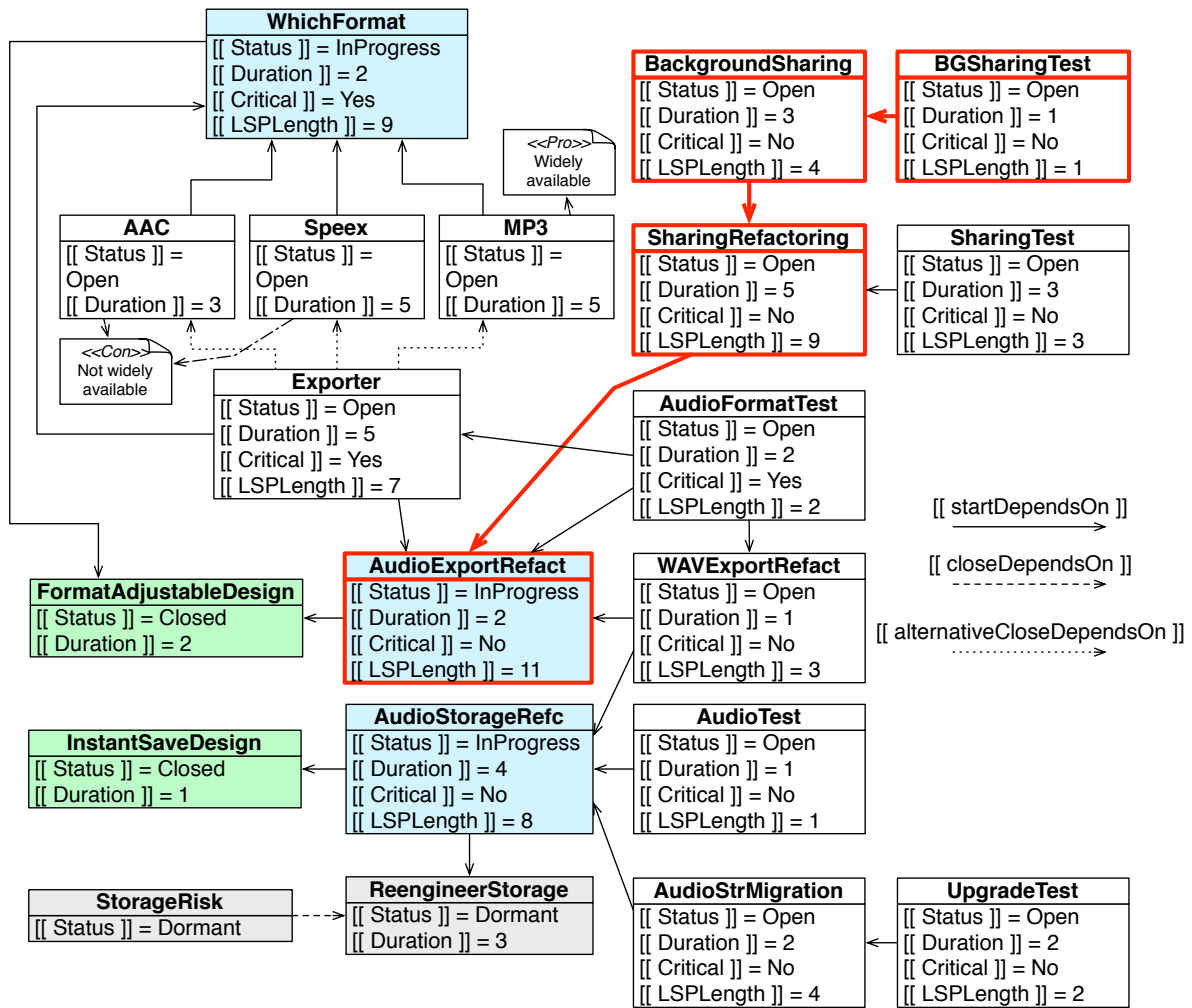 WhichFormat
[[ Status ]] = InProgress
[[ Duration ]] = 2
[[ Critical ]] = Yes
[[ LSPLength ]] = 9
BackgroundSharing
[[ Status ]] = Open
[[ Duration ]] = 3
[[ Critical ]] = No
[[ LSPLength ]] = 4
BGSharingTest
[[ Status ]] = Open
[[ Duration ]] = 1
[[ Critical ]] = No
[[ LSPLength ]] = 1
<<Pro>>
Widely
available
AAC
[[ Status ]] =
Open
[[ Duration ]] = 3
Speex
[[ Status ]] =
Open
[[ Duration ]] = 5
MP3
[[ Status ]] =
Open
[[ Duration ]] = 5
SharingRefactoring
[[ Status ]] = Open
[[ Duration ]] = 5
[[ Critical ]] = No
[[ LSPLength ]] = 9
SharingTest
[[ Status ]] = Open
[[ Duration ]] = 3
[[ Critical ]] = No
[[ LSPLength ]] = 3
<<Con>>
Not widely
available
Exporter
[[ Status ]] = Open
[[ Duration ]] = 5
[[ Critical ]] = Yes
[[ LSPLength ]] = 7
AudioFormatTest
[[ Status ]] = Open
[[ Duration ]] = 2
[[ Critical ]] = Yes
[[ LSPLength ]] = 2
[[ startDependsOn ]]
[[ closeDependsOn ]]
[[ alternativeCloseDependsOn ]]
FormatAdjustableDesign
[[ Status ]] = Closed
[[ Duration ]] = 2
AudioExportRefact
[[ Status ]] = InProgress
[[ Duration ]] = 2
[[ Critical ]] = No
[[ LSPLength ]] = 11
WAVExportRefact
[[ Status ]] = Open
[[ Duration ]] = 1
[[ Critical ]] = No
[[ LSPLength ]] = 3
InstantSaveDesign
[[ Status ]] = Closed
[[ Duration ]] = 1
AudioStorageRefc
[[ Status ]] = InProgress
[[ Duration ]] = 4
[[ Critical ]] = No
[[ LSPLength ]] = 8
AudioTest
[[ Status ]] = Open
[[ Duration ]] = 1
[[ Critical ]] = No
[[ LSPLength ]] = 1
StorageRisk
[[ Status ]] = Dormant
ReengineerStorage
[[ Status ]] = Dormant
[[ Duration ]] = 3
AudioStrMigration
[[ Status ]] = Open
[[ Duration ]] = 2
[[ Critical ]] = No
[[ LSPLength ]] = 4
UpgradeTest
[[ Status ]] = Open
[[ Duration ]] = 2
[[ Critical ]] = No
[[ LSPLength ]] = 2